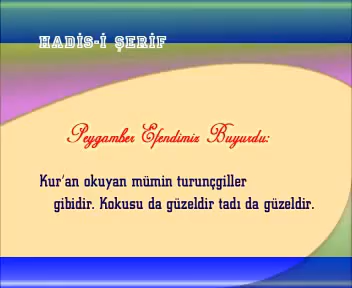 HADİS-İ ŞERİF
Peygamber Efendimiz Buyurdu:
Kur'an okuyan mümin turunçgiller
gibidir. Kokusu da güzeldir tadı da güzeldir.